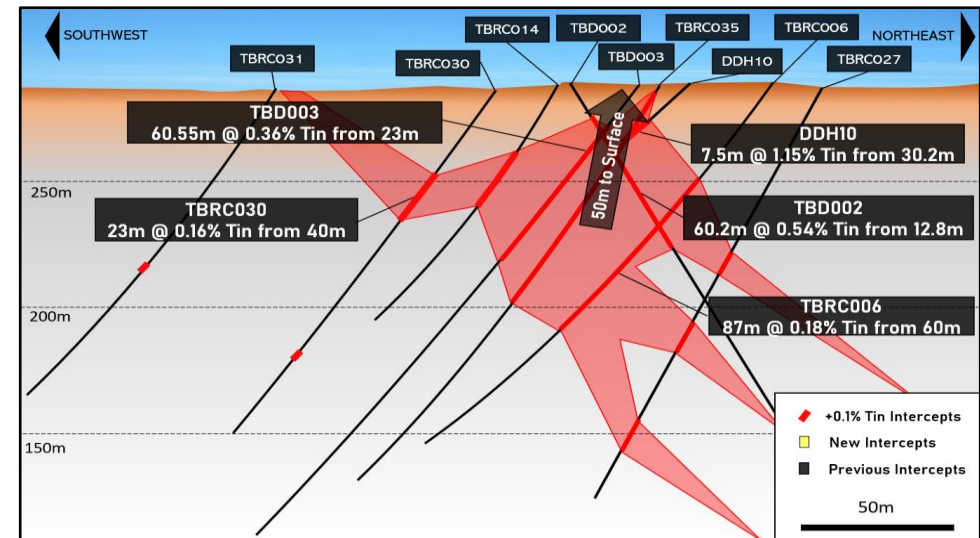 SOUTHWEST
NORTHEAST
TBRC031
TBRC030
TBRC014
TBD002
TBD003
TBRC035
DDH10
TBRC006
TBRC027
TBD003
60.55m @ 0.36% Tin from 23m
DDH10
7.5m @ 1.15% Tin from 30.2m
50m to Surface
250m
TBRC030
23m @ 0.16% Tin from 40m
TBD002
60.2m @ 0.54% Tin from 12.8m
TBRC006
87m @ 0.18% Tin from 60m
200m
150m
+0.1% Tin Intercepts
New Intercepts
Previous Intercepts
50m